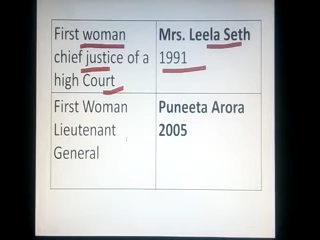 First woman
chief justice of a
high Court
Mrs. Leela Seth
1991
First Woman
Lieutenant
General
Puneeta Arora
2005